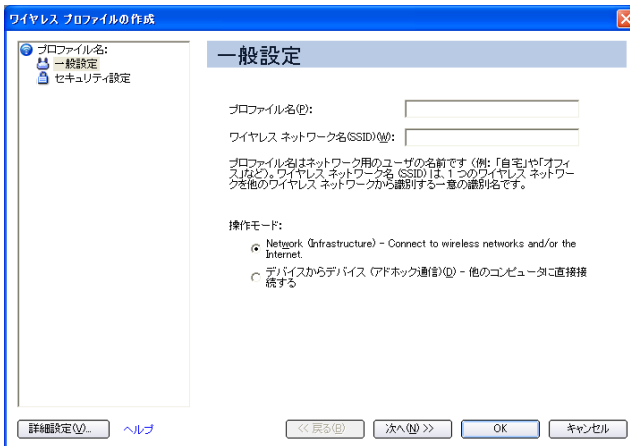 ワイヤレス プロファイルの作成
プロファイル名:
一般設定
セキュリティ設定
一般設定
プロファイル名(P):
ワイヤレス ネットワーク名(SSID)(W):
プロファイル名はネットワーク用のユーザの名前です (例: 「自宅」や「オフィ
ス」など)。ワイヤレス ネットワーク名 (SSID) は、1 つのワイヤレス ネットワー
クを他のワイヤレス ネットワークから識別する一意の識別名です。
操作モード:
Network (Infrastructure) - Connect to wireless networks and/or the
Internet.
デバイスからデバイス (アドホック通信)(D) - 他のコンピュータに直接接
続する
詳細設定(V)...
ヘルプ
<< 戻る(B)
次へ(N) >>
OK
キャンセル